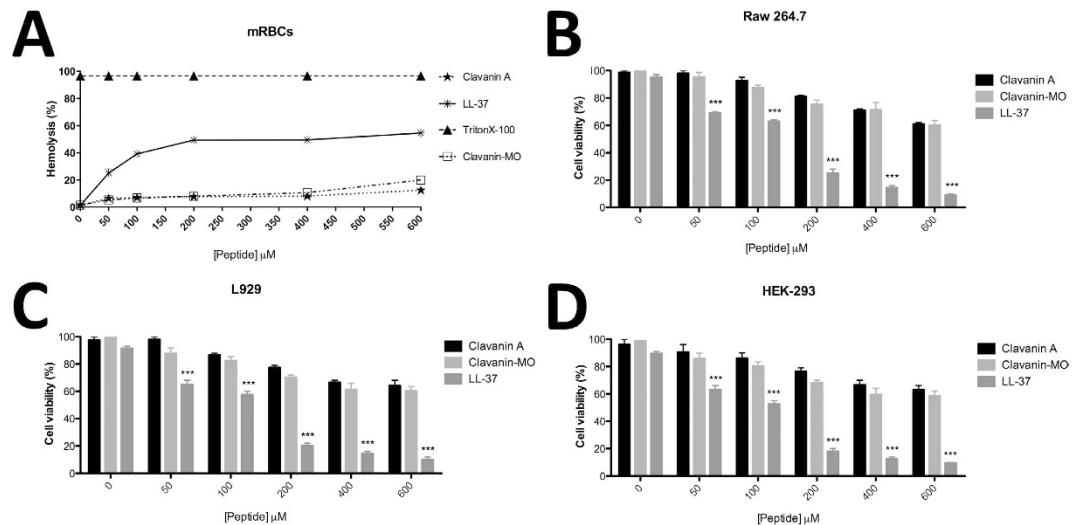 A
mRBCs
Hemolysis (%)
100
80
60
40
20
0
0
50
100
150
200
250
300
350
400
450
500
550
600
[Peptide] μM
Clavanin A
LL-37
TritonX-100
Clavanin-MO
B
Raw 264.7
Cell viability (%)
100
80
60
40
20
0
***
***
***
***
***
0
50
100
200
400
600
[Peptide] μM
Clavanin A
Clavanin-MO
LL-37
C
L929
Cell viability (%)
100
80
60
40
20
0
***
***
***
***
***
0
50
100
200
400
600
[Peptide] μM
Clavanin A
Clavanin-MO
LL-37
D
HEK-293
Cell viability (%)
100
80
60
40
20
0
***
***
***
***
***
0
50
100
200
400
600
[Peptide] μM
Clavanin A
Clavanin-MO
LL-37